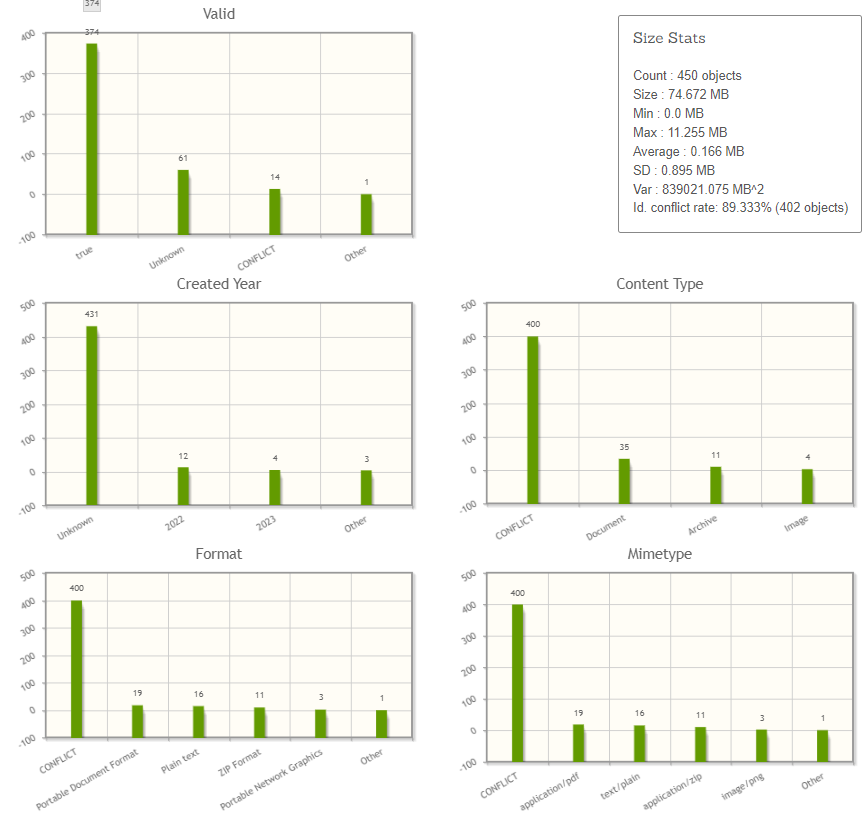 374
Valid
400
300
200
100
0
-100
374
61
14
1
true
Unknown
CONFLICT
Other
Size Stats
Count : 450 objects
Size : 74.672 MB
Min : 0.0 MB
Max : 11.255 MB
Average : 0.166 MB
SD : 0.895 MB
Var : 839021.075 MB^2
Id. conflict rate: 89.333% (402 objects)
Created Year
500
400
300
200
100
0
-100
431
12
4
3
Unknown
2022
2023
Other
Content Type
500
400
300
200
100
0
-100
400
35
11
4
CONFLICT
Document
Archive
Image
Format
500
400
300
200
100
0
-100
400
19
16
11
3
1
CONFLICT
Portable Document Format
Plain text
ZIP Format
Portable Network Graphics
Other
Mimetype
500
400
300
200
100
0
-100
400
19
16
11
3
1
CONFLICT
application/pdf
text/plain
application/zip
image/png
Other